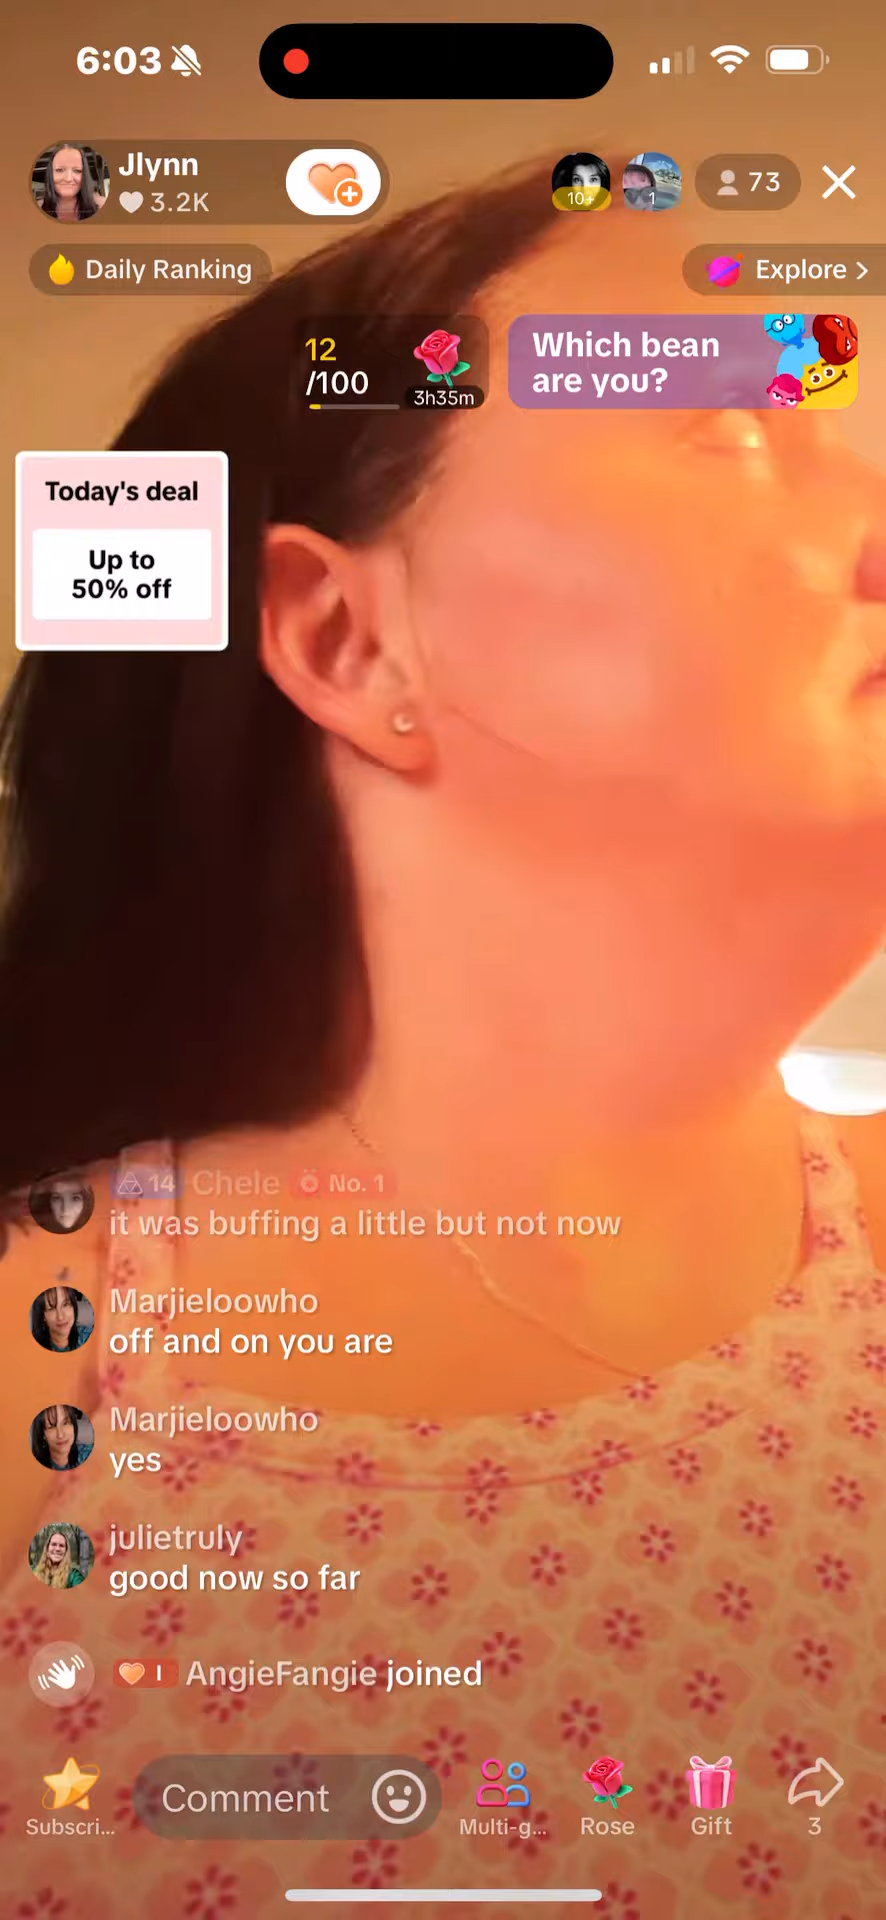 6:03
Jlynn
3.2K
10+
1
73
Daily Ranking
Explore >
12
/100
3h35m
Which bean
are you?
Today's deal
Up to
50% off
14 Chele No. 1
it was buffing a little but not now
Marjieloowho
off and on you are
Marjieloowho
yes
julietruly
good now so far
I AngieFangie joined
Comment
Subscri...
Multi-g...
Rose
Gift
3